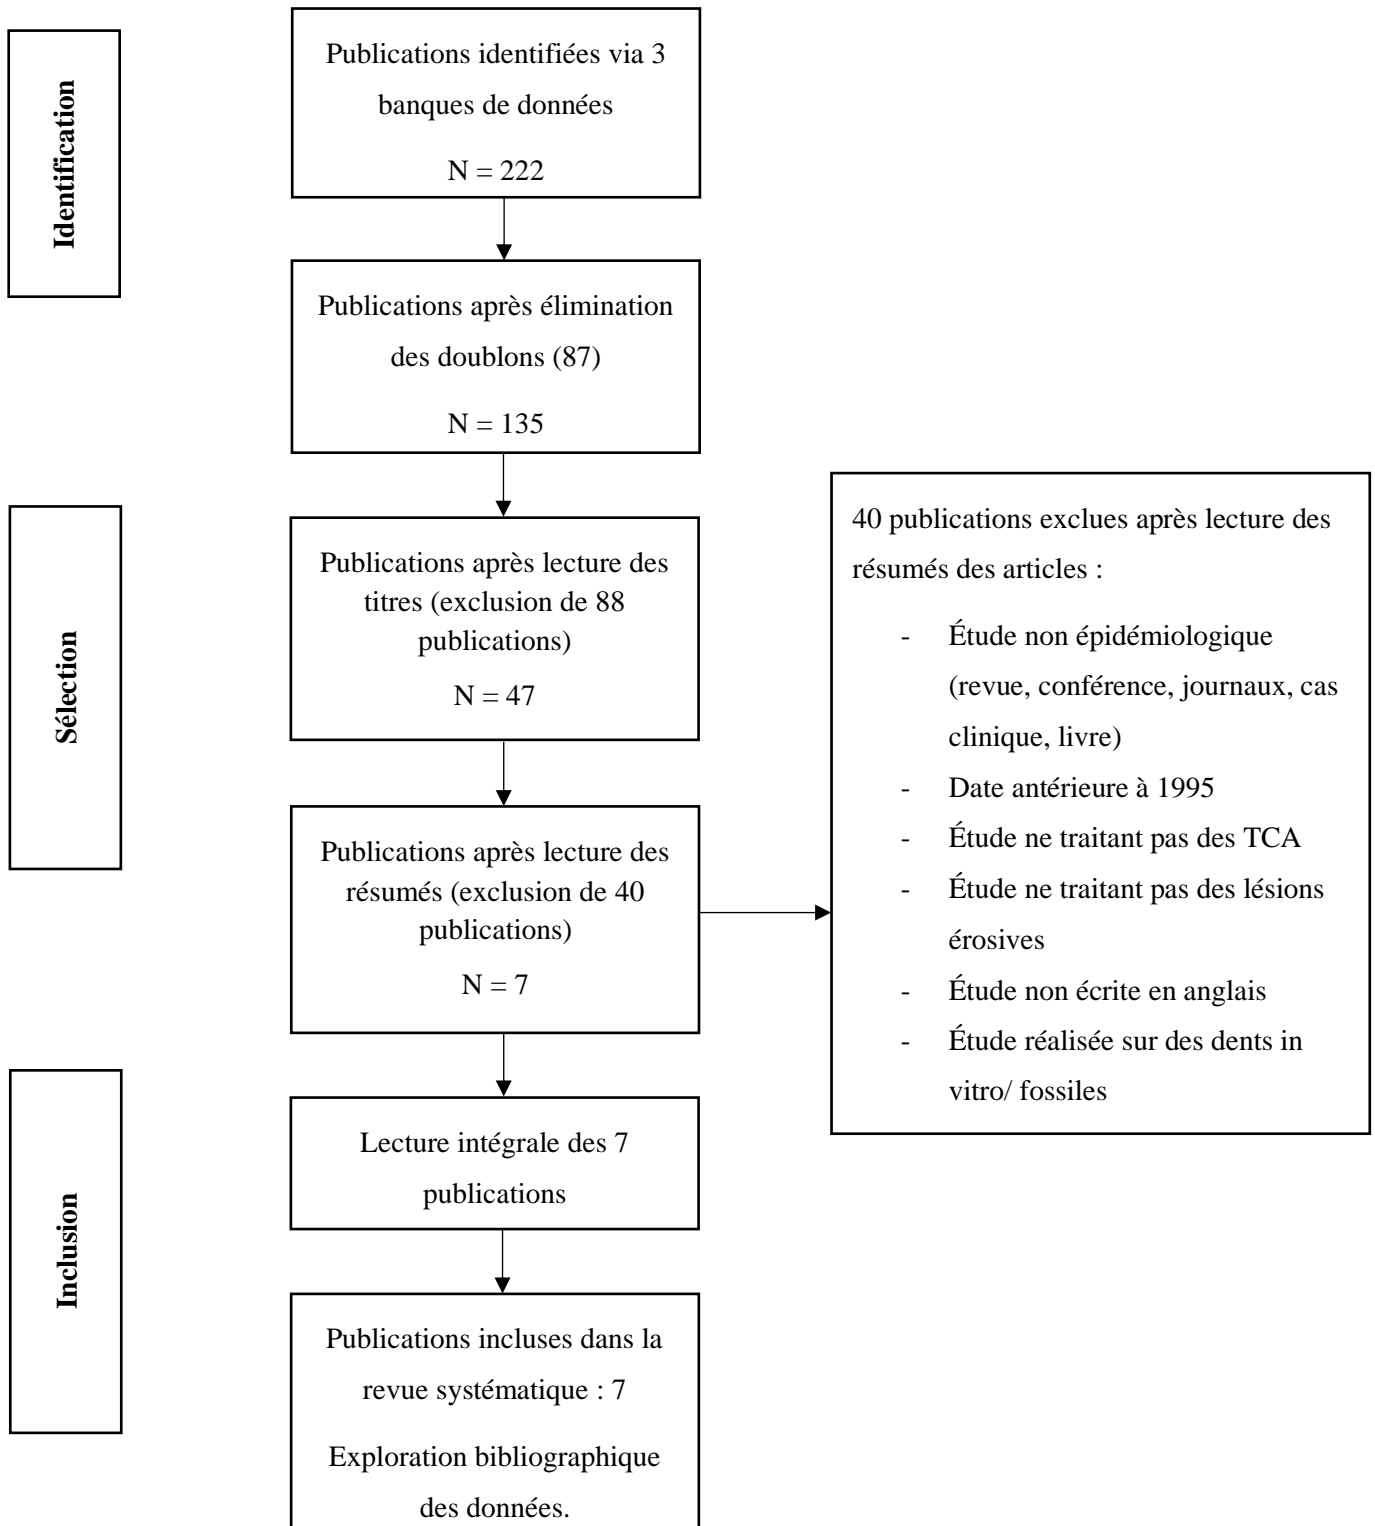 Identification
Publications identifiées via 3
banques de données
N = 222
Publications après élimination
des doublons (87)
N = 135
Sélection
Publications après lecture des
titres (exclusion de 88
publications)
N = 47
Publications après lecture des
résumés (exclusion de 40
publications)
N = 7
40 publications exclues après lecture des
résumés des articles :
- Étude non épidémiologique
(revue, conférence, journaux, cas
clinique, livre)
- Date antérieure à 1995
- Étude ne traitant pas des TCA
- Étude ne traitant pas des lésions
érosives
- Étude non écrite en anglais
- Étude réalisée sur des dents in
vitro/ fossiles
Inclusion
Lecture intégrale des 7
publications
Publications incluses dans la
revue systématique : 7
Exploration bibliographique
des données.